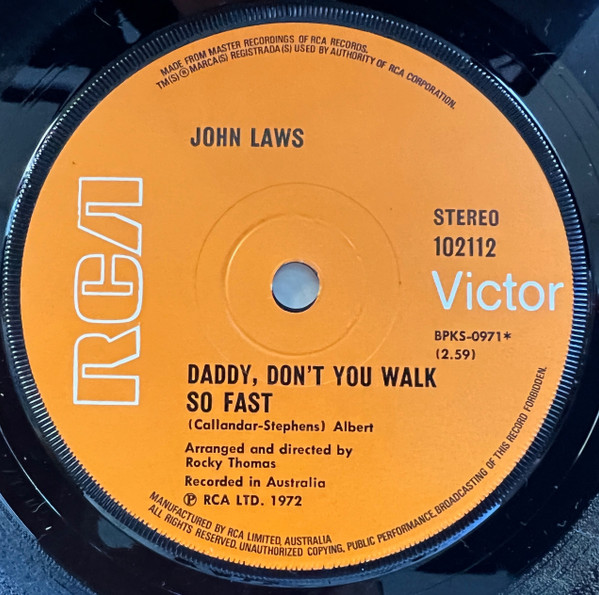 MADE FROM MASTER RECORDINGS OF RCA RECORDS.
TM(S) ® MARCA(S) REGISTRADA(S) USED BY AUTHORITY OF RCA CORPORATION.
JOHN LAWS
RCA
STEREO
102112
Victor
BPKS-0971*
(2.59)
DADDY, DON'T YOU WALK
SO FAST
(Callandar-Stephens) Albert
Arranged and directed by
Rocky Thomas
Recorded in Australia
℗ RCA LTD. 1972
MANUFACTURED BY RCA LIMITED, AUSTRALIA
ALL RIGHTS RESERVED. UNAUTHORIZED COPYING, PUBLIC PERFORMANCE, BROADCASTING OF THIS RECORD FORBIDDEN.